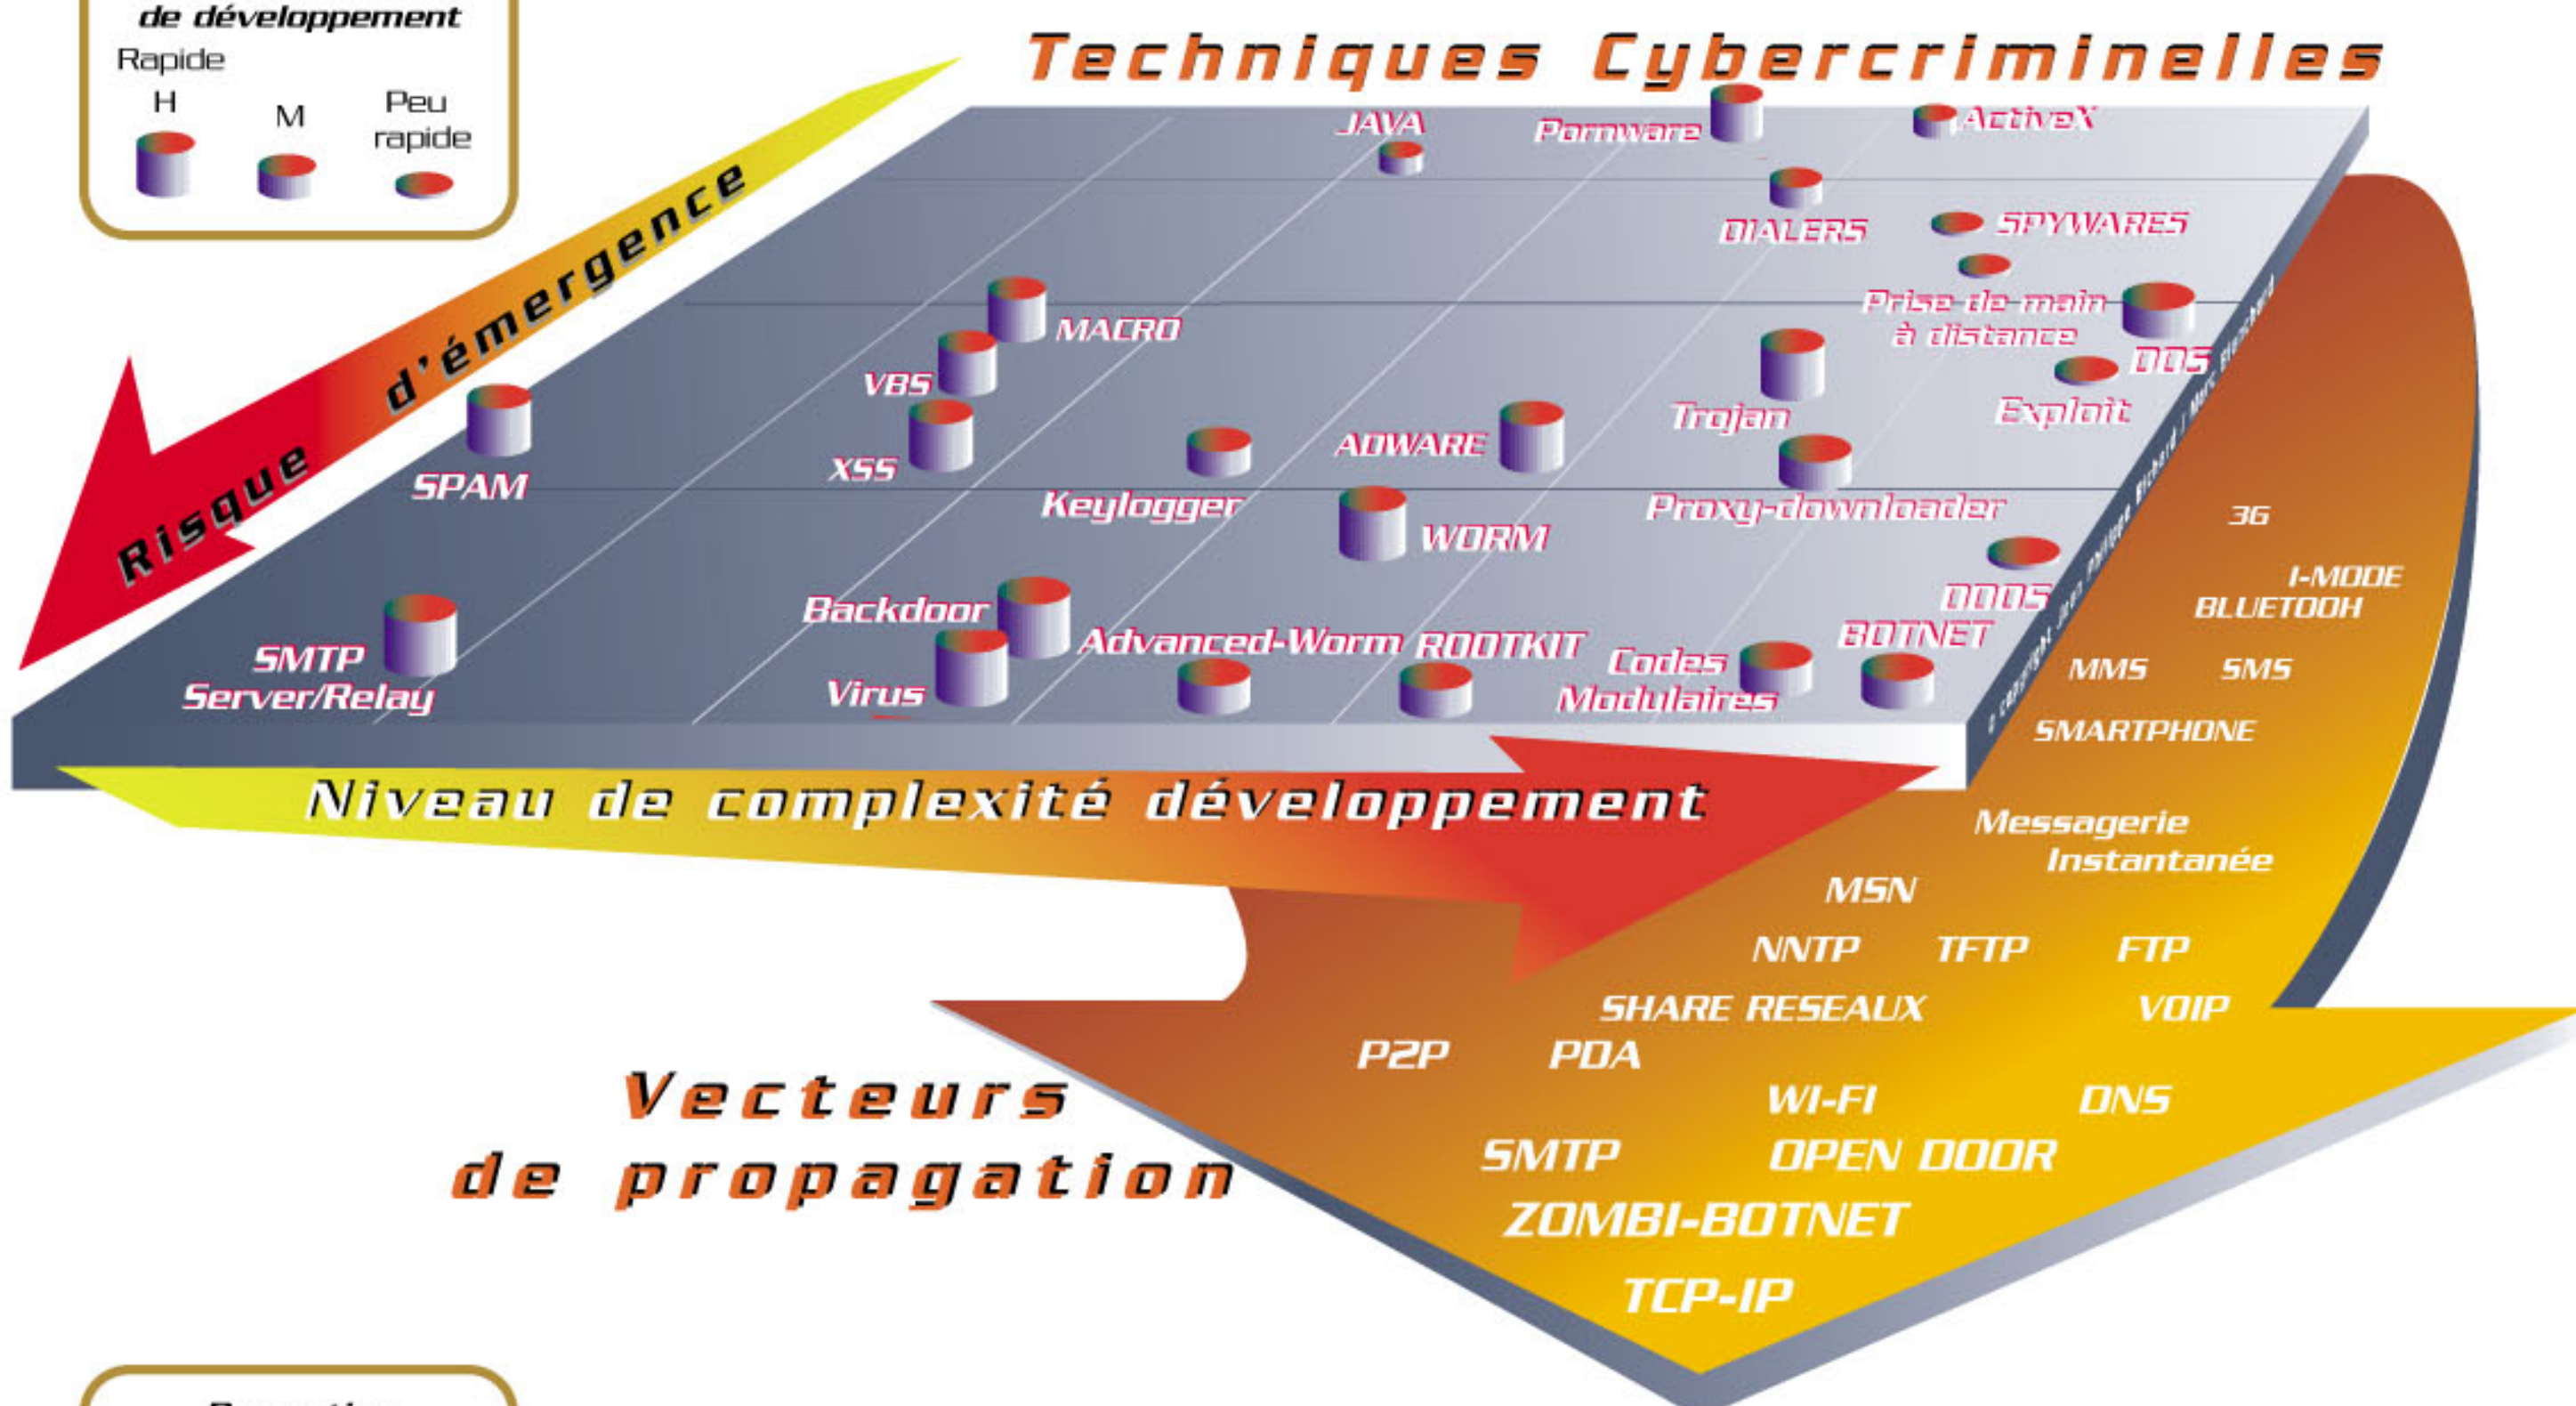 de développement
Rapide
H
M
Peu
rapide
Techniques Cybercriminelles
JAVA
Pornware
ActiveX
DIALERS
SPYWARES
Prise de main
à distance
DOS
Exploit
MACRO
VBS
XSS
SPAM
Keylogger
ADWARE
Trojan
Proxy-downloader
WORM
DDOS
Backdoor
Advanced-Worm
ROOTKIT
Codes
Modulaires
BOTNET
SMTP
Server/Relay
Virus
Risque d'émergence
Niveau de complexité développement
3G
I-MODE
BLUETOOH
MMS
SMS
SMARTPHONE
Messagerie
Instantanée
MSN
NNTP
TFTP
FTP
SHARE RESEAUX
VOIP
P2P
PDA
WI-FI
DNS
SMTP
OPEN DOOR
ZOMBI-BOTNET
TCP-IP
Vecteurs
de propagation